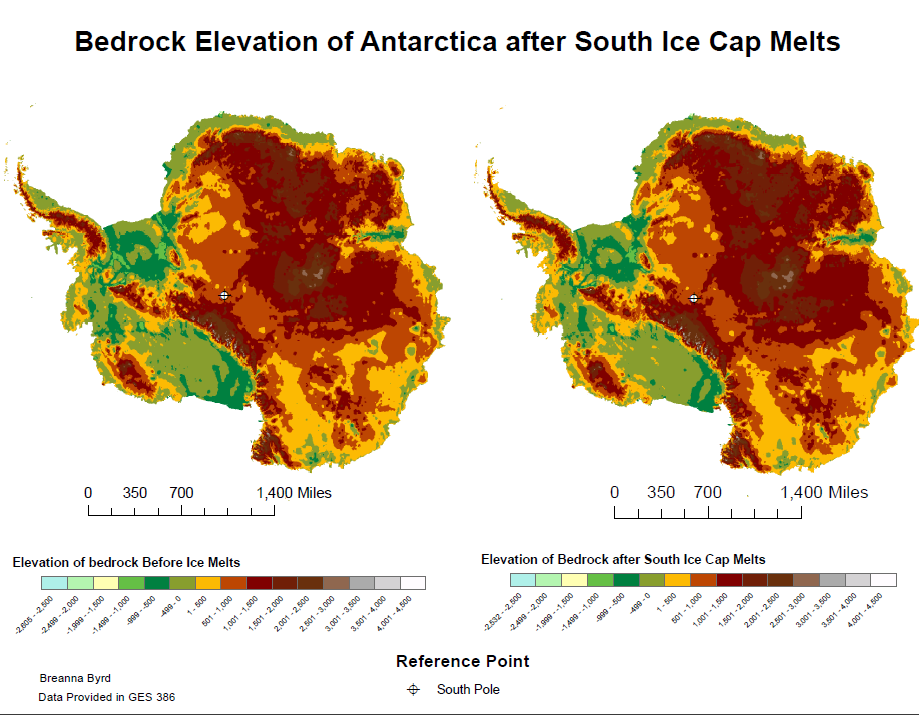 Bedrock Elevation of Antarctica after South Ice Cap Melts
0 350 700 1,400 Miles
0 350 700 1,400 Miles
Elevation of bedrock Before Ice Melts
-2,605 - -2,500
-2,499 - -2,000
-1,999 - -1,500
-1,499 - -1,000
-999 - -500
-499 - 0
1 - 500
501 - 1,000
1,001 - 1,500
1,501 - 2,000
2,001 - 2,500
2,501 - 3,000
3,001 - 3,500
3,501 - 4,000
4,001 - 4,500
Elevation of Bedrock after South Ice Cap Melts
-2,532 - -2,500
-2,499 - -2,000
-1,999 - -1,500
-1,499 - -1,000
-999 - -500
-499 - 0
1 - 500
501 - 1,000
1,001 - 1,500
1,501 - 2,000
2,001 - 2,500
2,501 - 3,000
3,001 - 3,500
3,501 - 4,000
4,001 - 4,500
Reference Point
South Pole
Breanna Byrd
Data Provided in GES 386